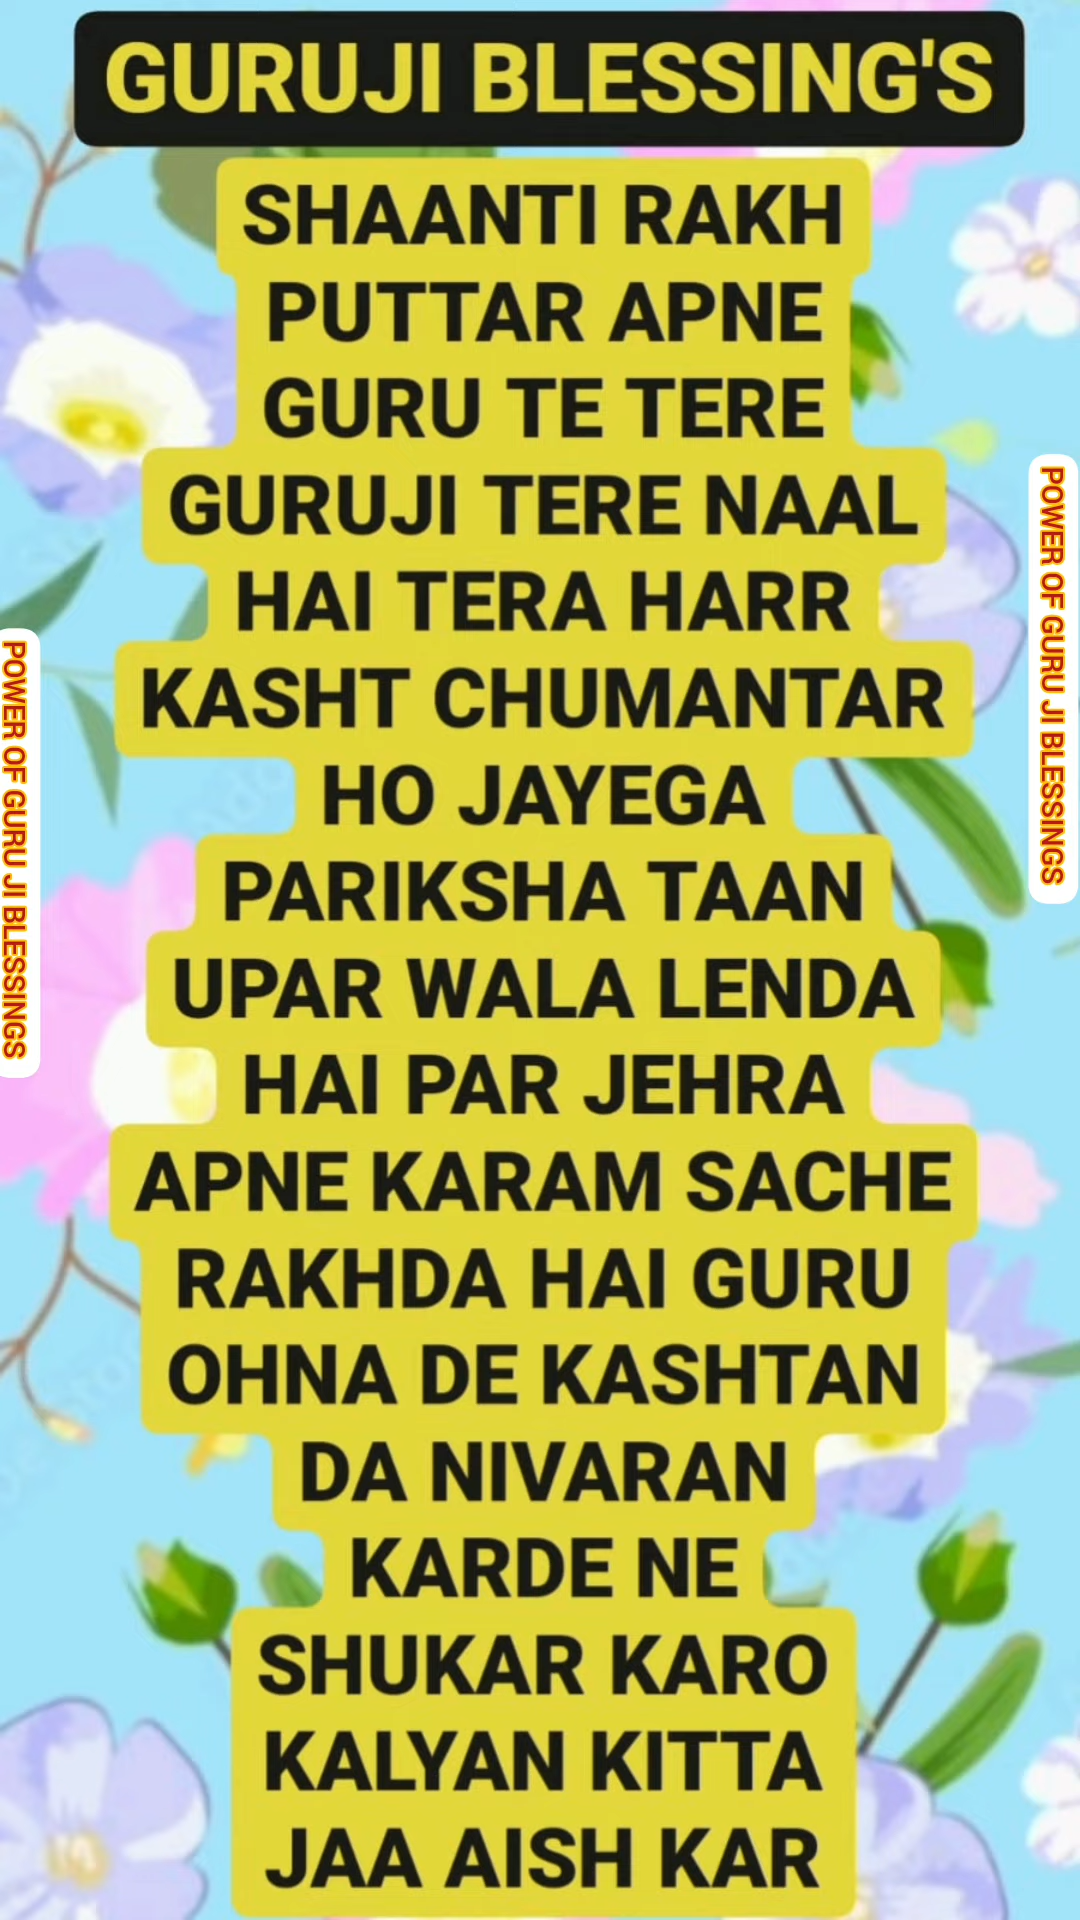 GURUJI BLESSING'S
SHAANTI RAKH
PUTTAR APNE
GURU TE TERE
GURUJI TERE NAAL
HAI TERA HARR
KASHT CHUMANTAR
HO JAYEGA
PARIKSHA TAAN
UPAR WALA LENDA
HAI PAR JEHRA
APNE KARAM SACHE
RAKHDA HAI GURU
OHNA DE KASHTAN
DA NIVARAN
KARDE NE
SHUKAR KARO
KALYAN KITTA
JAA AISH KAR
POWER OF GURU JI BLESSINGS
POWER OF GURU JI BLESSINGS